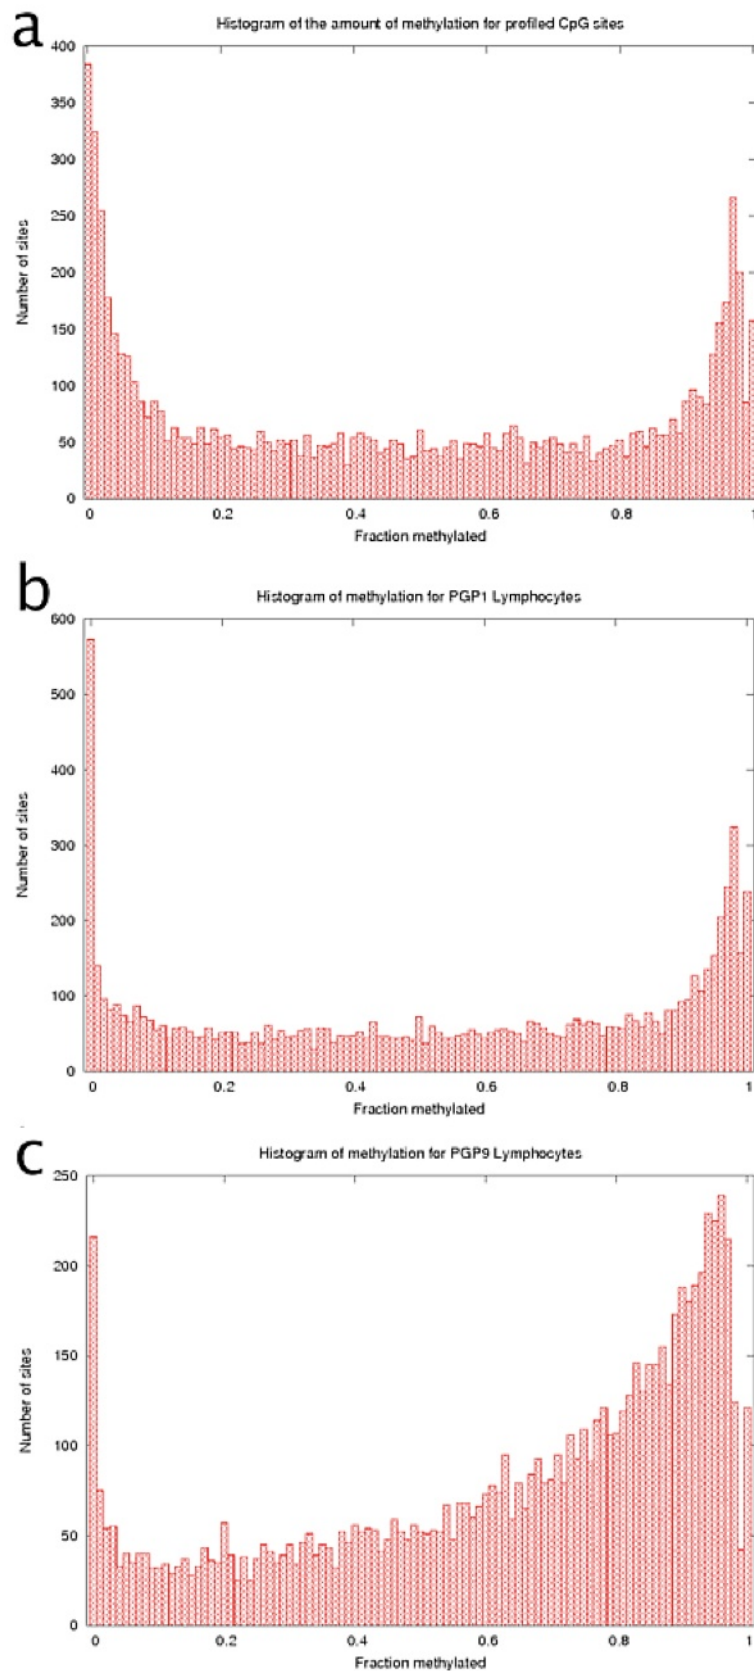 a
Histogram of the amount of methylation for profiled CpG sites
400
350
300
250
200
150
100
50
0
Number of sites
0 0.2 0.4 0.6 0.8 1
Fraction methylated
b
Histogram of methylation for PGP1 Lymphocytes
600
500
400
300
200
100
0
Number of sites
0 0.2 0.4 0.6 0.8 1
Fraction methylated
c
Histogram of methylation for PGP9 Lymphocytes
250
200
150
100
50
0
Number of sites
0 0.2 0.4 0.6 0.8 1
Fraction methylated